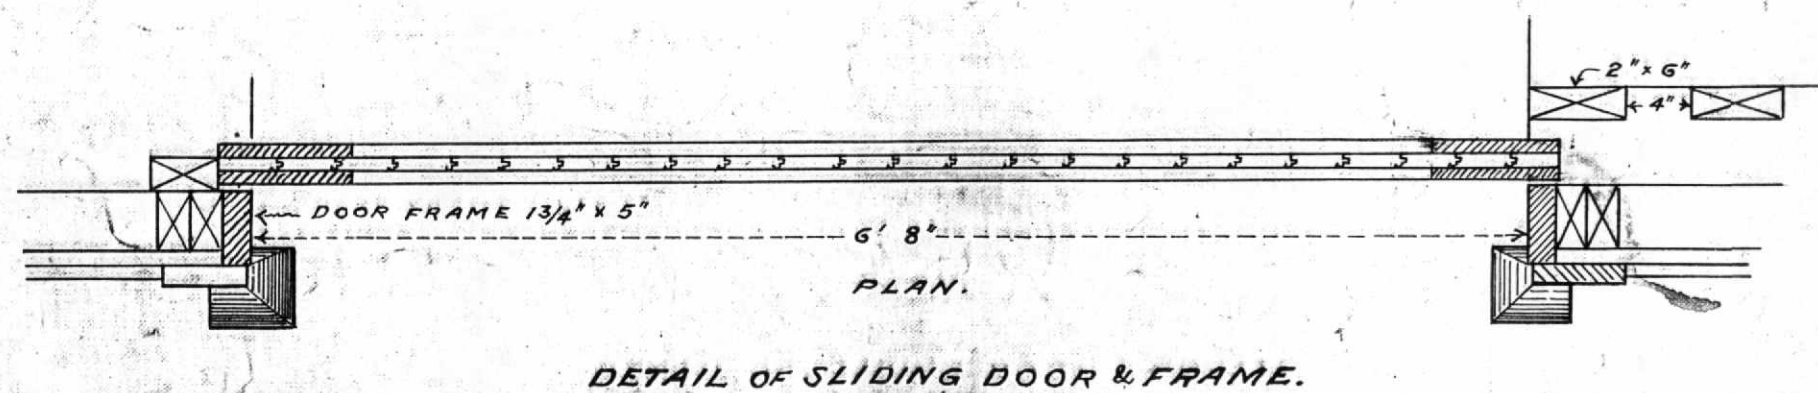 2" x 6"
4"
DOOR FRAME 1 3/4" x 5"
6' 8"
PLAN.
DETAIL OF SLIDING DOOR & FRAME.